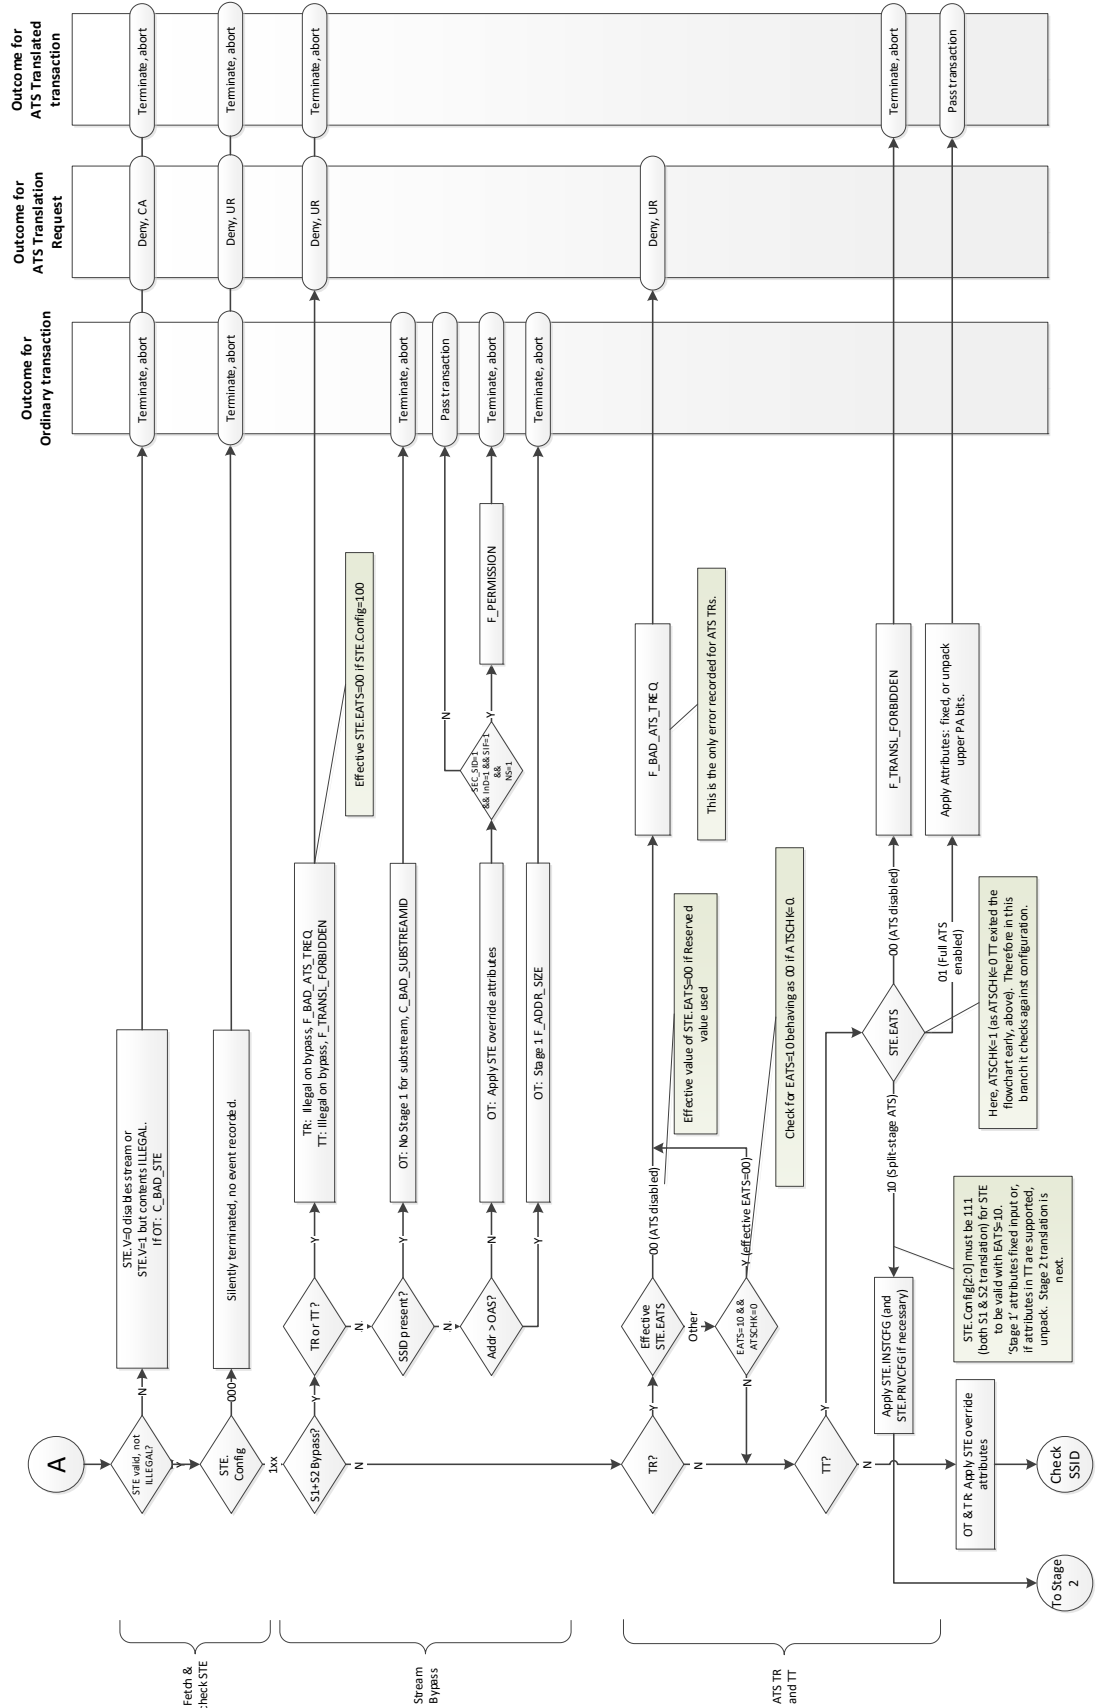 Outcome for
Ordinary transaction
Outcome for
ATS Translation
Request
Outcome for
ATS Translated
transaction
A
Fetch &
check STE
STE valid, not
ILLEGAL?
N
STE.V=0 disables stream or
STE.V=1 but contents ILLEGAL.
If OT: C_BAD_STE
Terminate, abort
Deny, CA
Terminate, abort
Y
STE.
Config
000
Silently terminated, no event recorded.
Terminate, abort
Deny, UR
Terminate, abort
1xx
Stream
Bypass
S1+S2 Bypass?
Y
TR or TT ?
Y
TR: Illegal on bypass, F_BAD_ATS_TREQ
TT: Illegal on bypass, F_TRANSL_FORBIDDEN
Deny, UR
Terminate, abort
Effective STE.EATS=00 if STE.Config=100
N
N
SSID present?
Y
OT: No Stage 1 for substream, C_BAD_SUBSTREAMID
Terminate, abort
N
Addr > OAS?
N
OT: Apply STE override attributes
SEC_SID=1
&& InD=1 && SIF=1
&&
NS=1
N
Pass transaction
Y
F_PERMISSION
Terminate, abort
Y
OT: Stage 1 F_ADDR_SIZE
Terminate, abort
ATS TR
and TT
TR?
Y
Effective
STE.EATS
00 (ATS disabled)
F_BAD_ATS_TREQ
Deny, UR
Effective value of STE.EATS=00 if Reserved
value used
This is the only error recorded for ATS TRs.
Other
N
EATS=10 &&
ATSCHK=0
N
Y (effective EATS=00)
Check for EATS=10 behaving as 00 if ATSCHK=0.
TT?
Y
STE.EATS
00 (ATS disabled)
F_TRANSL_FORBIDDEN
Terminate, abort
01 (Full ATS
enabled)
Apply Attributes: fixed, or unpack
upper PA bits.
Pass transaction
10 (Split-stage ATS)
Apply STE.INSTCFG (and
STE.PRIVCFG if necessary)
Here, ATSCHK=1 (as ATSCHK=0 TT exited the
flowchart early, above). Therefore in this
branch it checks against configuration.
STE.Config[2:0] must be 111
(both S1 & S2 translation) for STE
to be valid with EATS=10.
'Stage 1' attributes fixed input or,
if attributes in TT are supported,
unpack. Stage 2 translation is
next.
N
OT & TR: Apply STE override
attributes
To Stage
2
Check
SSID